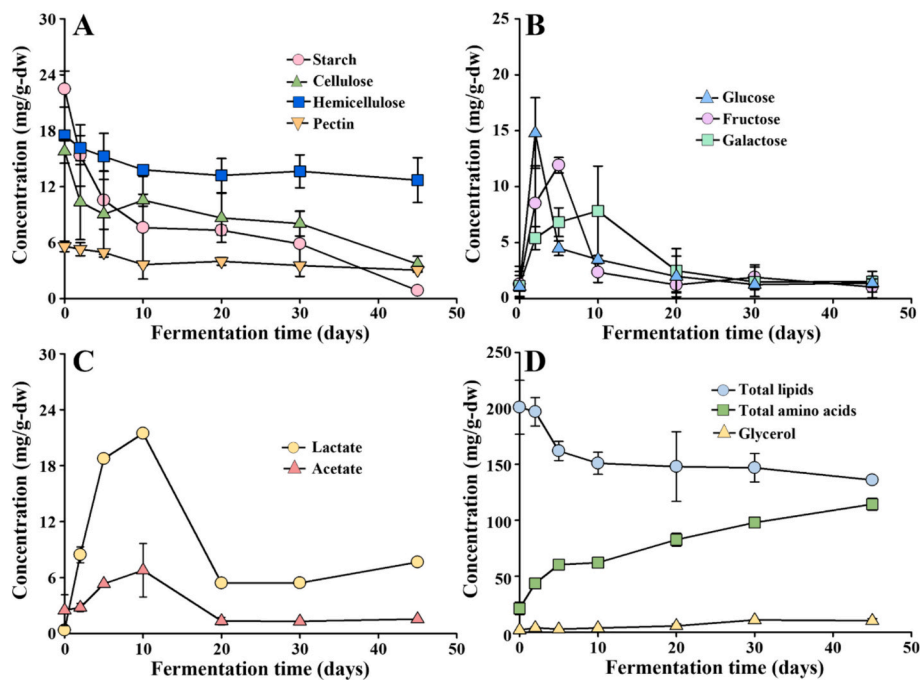 A
Concentration (mg/g-dw)
30
24
18
12
6
0
Starch
Cellulose
Hemicellulose
Pectin
0 10 20 30 40 50
Fermentation time (days)
B
Concentration (mg/g-dw)
25
20
15
10
5
0
Glucose
Fructose
Galactose
0 10 20 30 40 50
Fermentation time (days)
C
Concentration (mg/g-dw)
30
24
18
12
6
0
Lactate
Acetate
0 10 20 30 40 50
Fermentation time (days)
D
Concentration (mg/g-dw)
250
200
150
100
50
0
Total lipids
Total amino acids
Glycerol
0 10 20 30 40 50
Fermentation time (days)